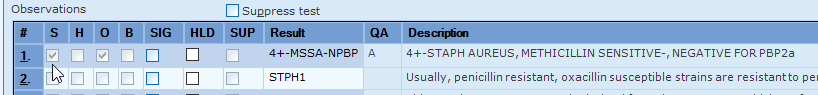 Observations Suppress test
# S H O B SIG HLD SUP Result QA Description
1. 4+-MSSA-NPBP A 4+-STAPH AUREUS, METHICILLIN SENSITIVE-, NEGATIVE FOR PBP2a
2. STPH1 Usually, penicillin resistant, oxacillin susceptible strains are resistant to pe